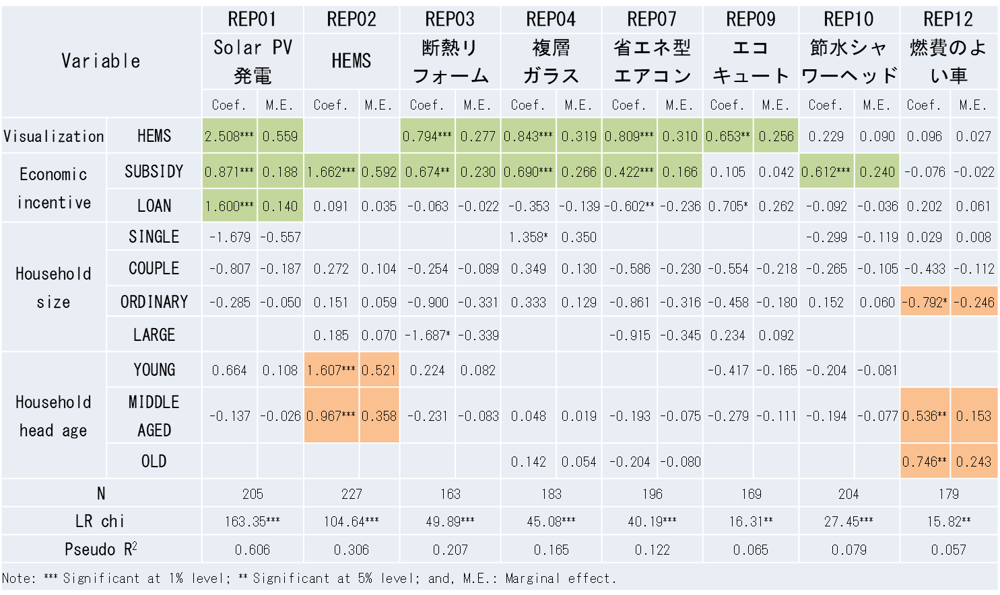 Variable REP01 REP02 REP03 REP04 REP07 REP09 REP10 REP12
Solar PV発電 HEMS 断熱リフォーム 複層ガラス 省エネ型エアコン エコキュート 節水シャワーヘッド 燃費のよい車
Coef. M.E. Coef. M.E. Coef. M.E. Coef. M.E. Coef. M.E. Coef. M.E. Coef. M.E. Coef. M.E.
Visualization HEMS 2.508*** 0.559 0.794*** 0.277 0.843*** 0.319 0.809*** 0.310 0.653** 0.256 0.229 0.090 0.096 0.027
Economic incentive SUBSIDY 0.871*** 0.188 1.662*** 0.592 0.674** 0.230 0.690*** 0.266 0.422*** 0.166 0.105 0.042 0.612*** 0.240 -0.076 -0.022
LOAN 1.600*** 0.140 0.091 0.035 -0.063 -0.022 -0.353 -0.139 -0.602** -0.236 0.705* 0.262 -0.092 -0.036 0.202 0.061
Household size SINGLE -1.679 -0.557 1.358* 0.350 -0.299 -0.119 0.029 0.008
COUPLE -0.807 -0.187 0.272 0.104 -0.254 -0.089 0.349 0.130 -0.586 -0.230 -0.554 -0.218 -0.265 -0.105 -0.433 -0.112
ORDINARY -0.285 -0.050 0.151 0.059 -0.900 -0.331 0.333 0.129 -0.861 -0.316 -0.458 -0.180 0.152 0.060 -0.792* -0.246
LARGE 0.185 0.070 -1.687* -0.339 -0.915 -0.345 0.234 0.092
Household head age YOUNG 0.664 0.108 1.607*** 0.521 0.224 0.082 -0.417 -0.165 -0.204 -0.081
MIDDLE AGED -0.137 -0.026 0.967*** 0.358 -0.231 -0.083 0.048 0.019 -0.193 -0.075 -0.279 -0.111 -0.194 -0.077 0.536** 0.153
OLD 0.142 0.054 -0.204 -0.080 0.746** 0.243
N 205 227 163 183 196 169 204 179
LR chi 163.35*** 104.64*** 49.89*** 45.08*** 40.19*** 16.31** 27.45*** 15.82**
Pseudo R2 0.606 0.306 0.207 0.165 0.122 0.065 0.079 0.057
Note: *** Significant at 1% level; ** Significant at 5% level; and, M.E.: Marginal effect.